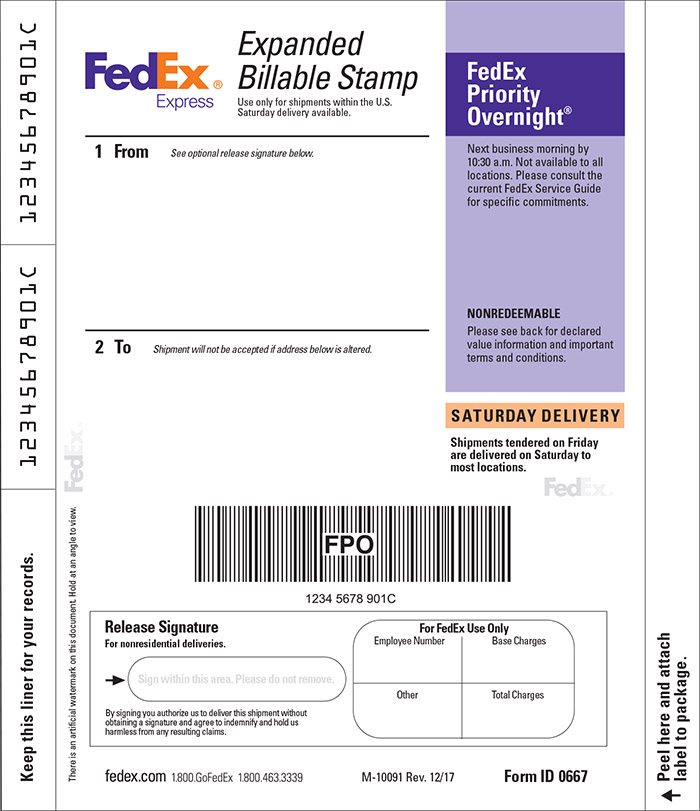 12345678901C
12345678901C
Keep this liner for your records.
There is an artificial watermark on this document. Hold at an angle to view.
FedEx®
Express
Expanded
Billable Stamp
Use only for shipments within the U.S.
Saturday delivery available.
1 From See optional release signature below.
2 To Shipment will not be accepted if address below is altered.
FedEx
Priority
Overnight®
Next business morning by
10:30 a.m. Not available to all
locations. Please consult the
current FedEx Service Guide
for specific commitments.
NONREDEEMABLE
Please see back for declared
value information and important
terms and conditions.
SATURDAY DELIVERY
Shipments tendered on Friday
are delivered on Saturday to
most locations.
FedEx®
FedEx®
FPO
1234 5678 901C
Release Signature
For nonresidential deliveries.
Sign within this area. Please do not remove.
By signing you authorize us to deliver this shipment without
obtaining a signature and agree to indemnify and hold us
harmless from any resulting claims.
For FedEx Use Only
Employee Number Base Charges
Other Total Charges
fedex.com 1.800.GoFedEx 1.800.463.3339 M-10091 Rev. 12/17 Form ID 0667
Peel here and attach
label to package.